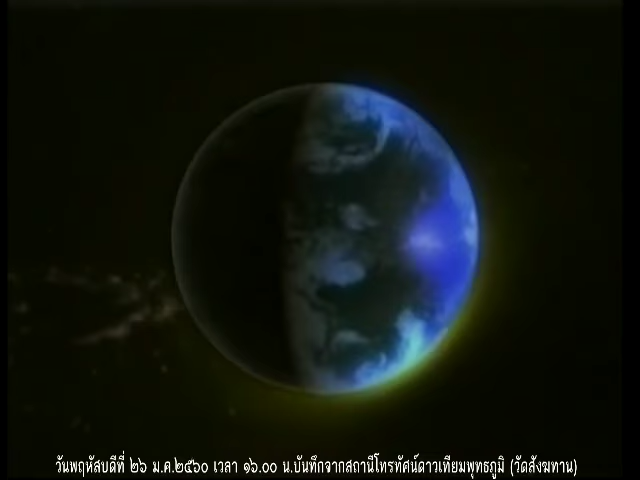 วันพฤหัสบดีที่ ๒๖ ม.ค.๒๕๖๐ เวลา ๑๖.๐๐ น.บันทึกจากสถานีโทรทัศน์ดาวเทียมพุทธภูมิ (วัดสังฆทาน)